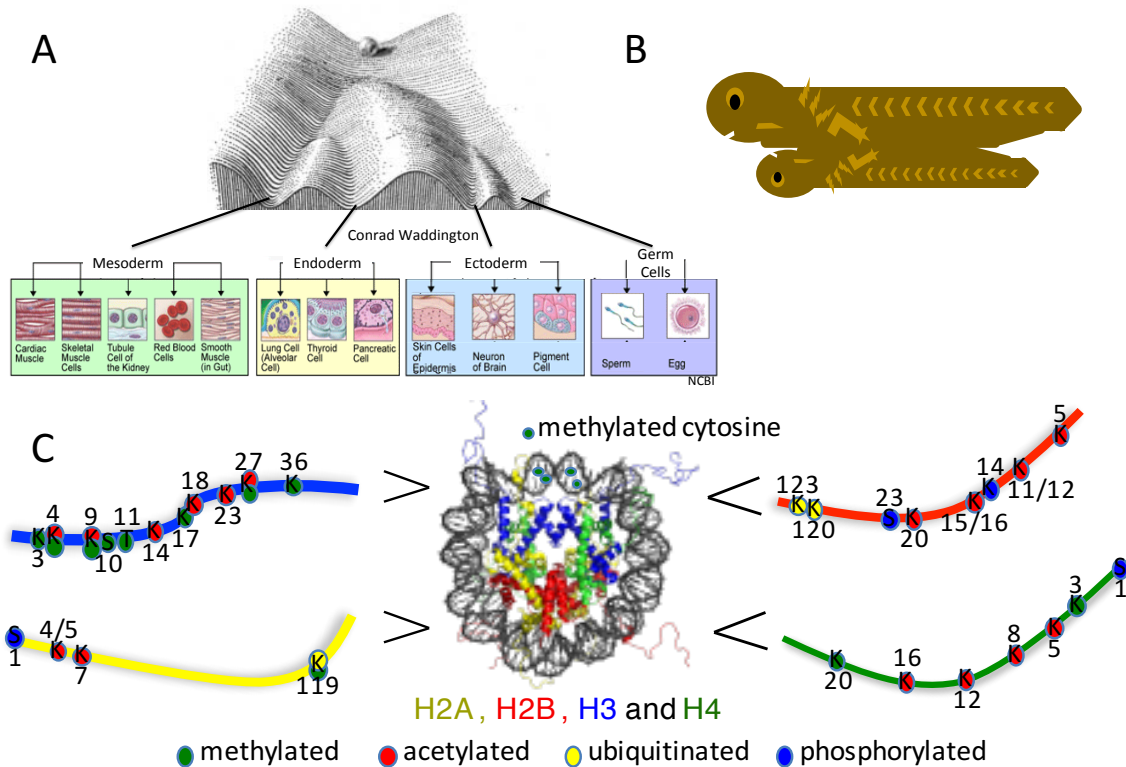 A
B
Conrad Waddington
Mesoderm
Endoderm
Ectoderm
Germ
Cells
Cardiac
Muscle
Skeletal
Muscle
Cells
Tubule
Cell of
the Kidney
Red Blood
Cells
Smooth
Muscle
(in Gut)
Lung Cell
(Alveolar
Cell)
Thyroid
Cell
Pancreatic
Cell
Skin Cells
of
Epidermis
Neuron
of Brain
Pigment
Cell
Sperm
Egg
NCBI
C
methylated cytosine
4 9 11 18 27 36
K K K S T K K K K K K
3 10 14 17 23
5
123 23 14 11/12
K K S K K K K K
120 20 15/16
4/5
S K K K
1 7 119
3 S
8 K 1
16 K K
K K K 5
20 12
H2A , H2B , H3 and H4
methylated acetylated ubiquitinated phosphorylated